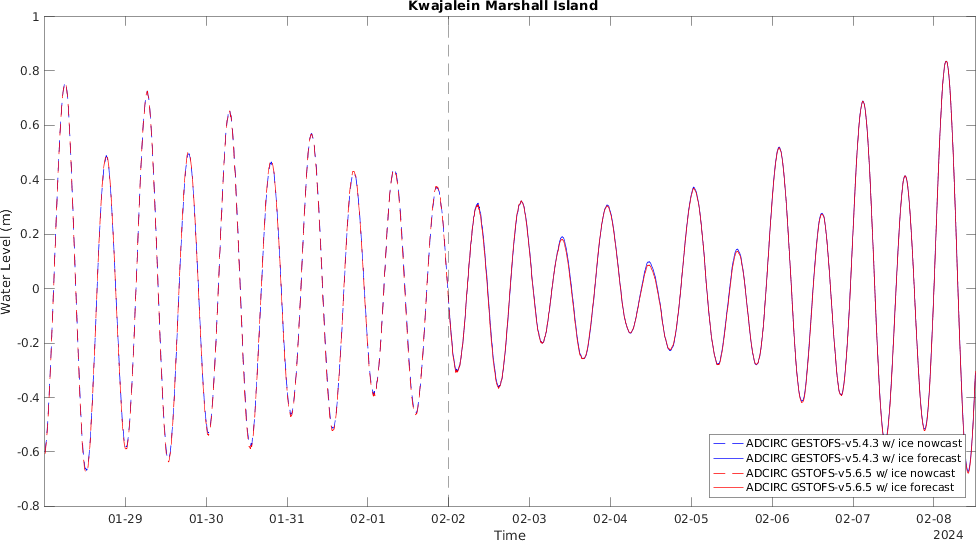 Kwajalein Marshall Island
1
0.8
0.6
0.4
0.2
0
-0.2
-0.4
-0.6
-0.8
Water Level (m)
ADCIRC GESTOFS-v5.4.3 w/ ice nowcast
ADCIRC GESTOFS-v5.4.3 w/ ice forecast
ADCIRC GSTOFS-v5.6.5 w/ ice nowcast
ADCIRC GSTOFS-v5.6.5 w/ ice forecast
01-29 01-30 01-31 02-01 02-02 02-03 02-04 02-05 02-06 02-07 02-08
Time
2024